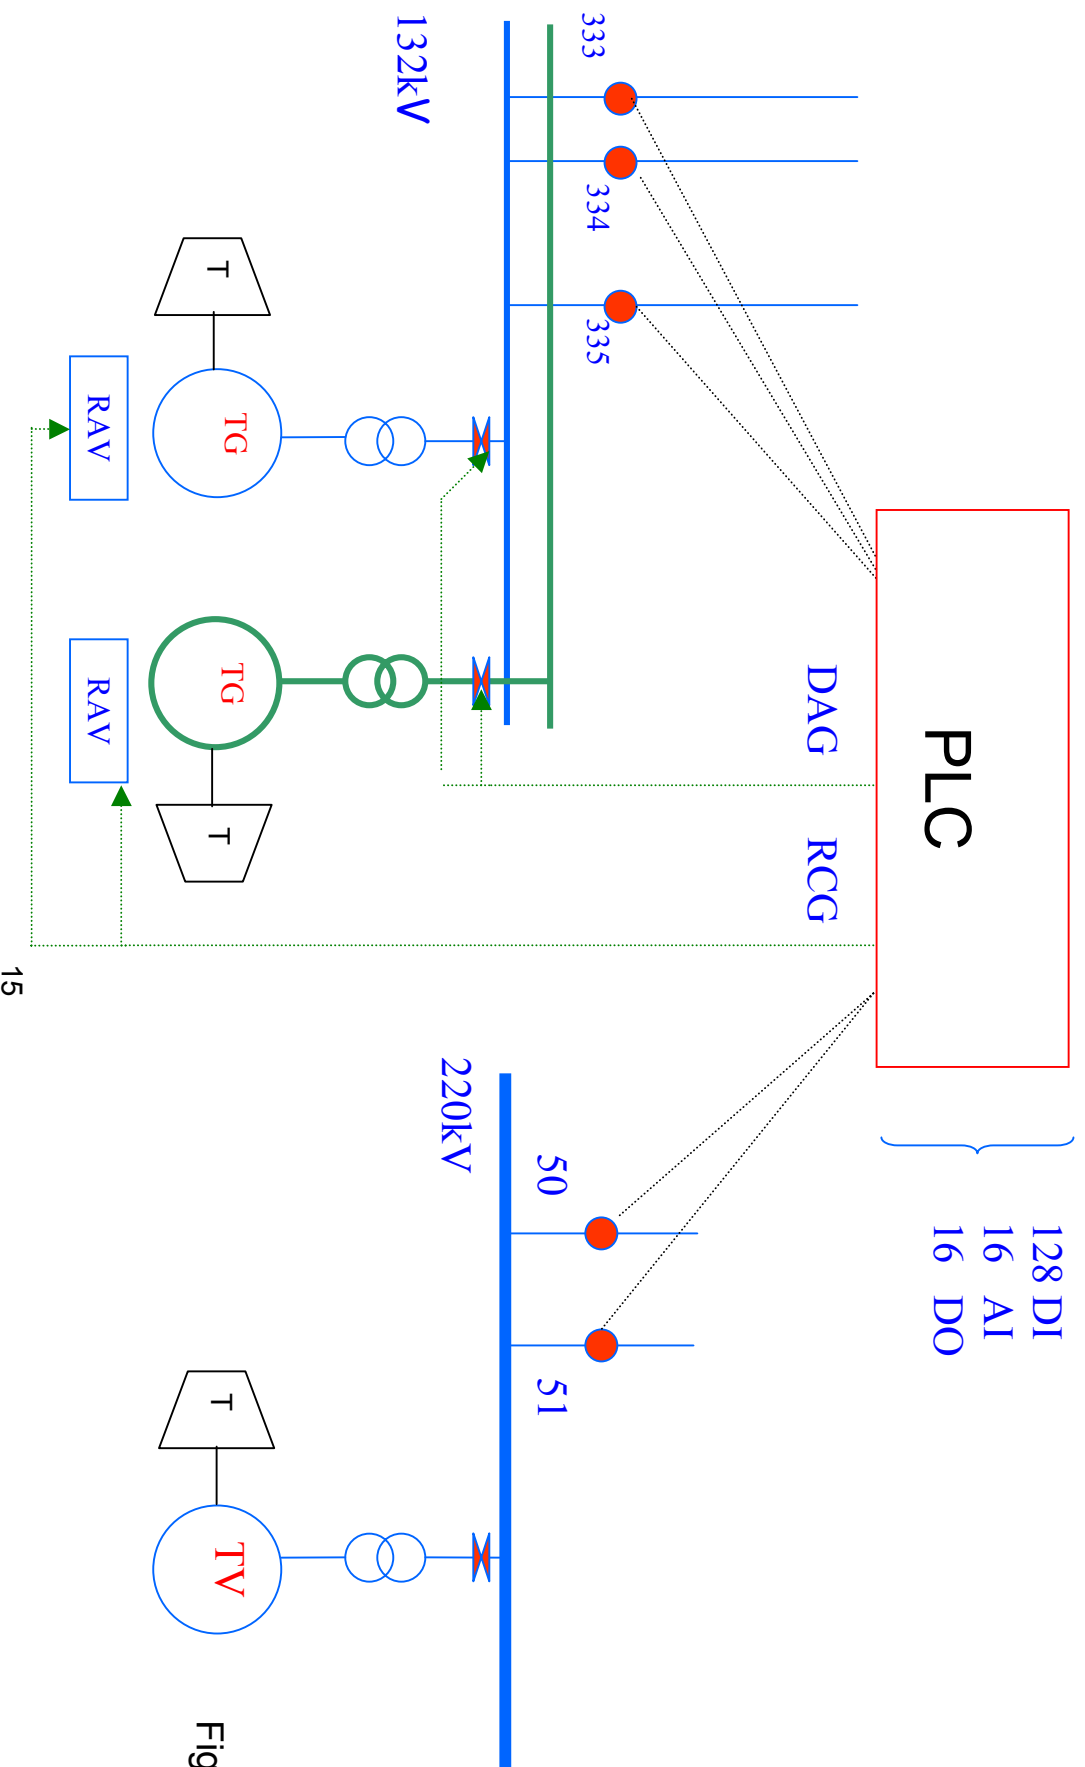 PLC
128 DI
16 AI
16 DO
DAG
RCG
333
334
335
132kV
50
51
220kV
TG
TG
TV
T
T
T
RAV
RAV
Fig
15